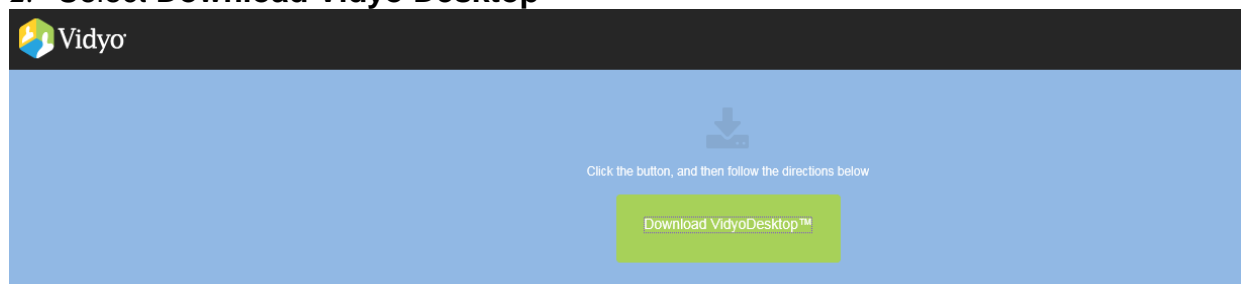 Select Download Vidyo Desktop
Vidyo
Click the button, and then follow the directions below
Download VidyoDesktop™